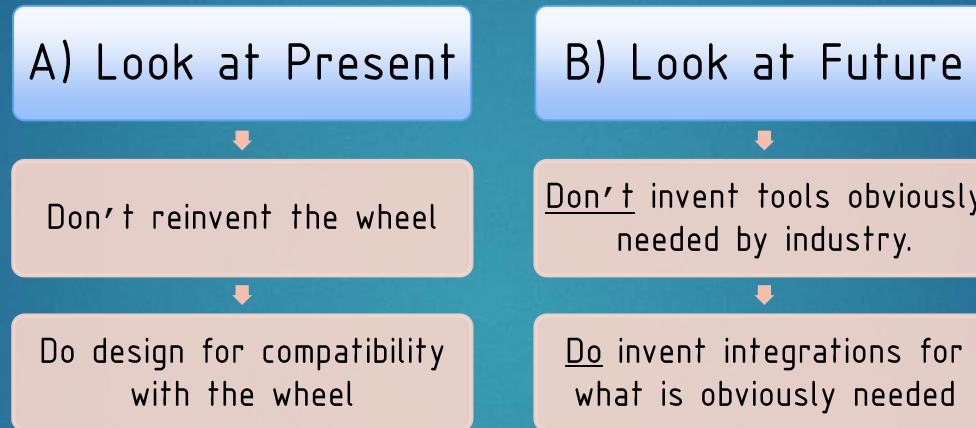 A) Look at Present
Don't reinvent the wheel
Do design for compatibility
with the wheel
B) Look at Future
Don't invent tools obviously
needed by industry.
Do invent integrations for
what is obviously needed